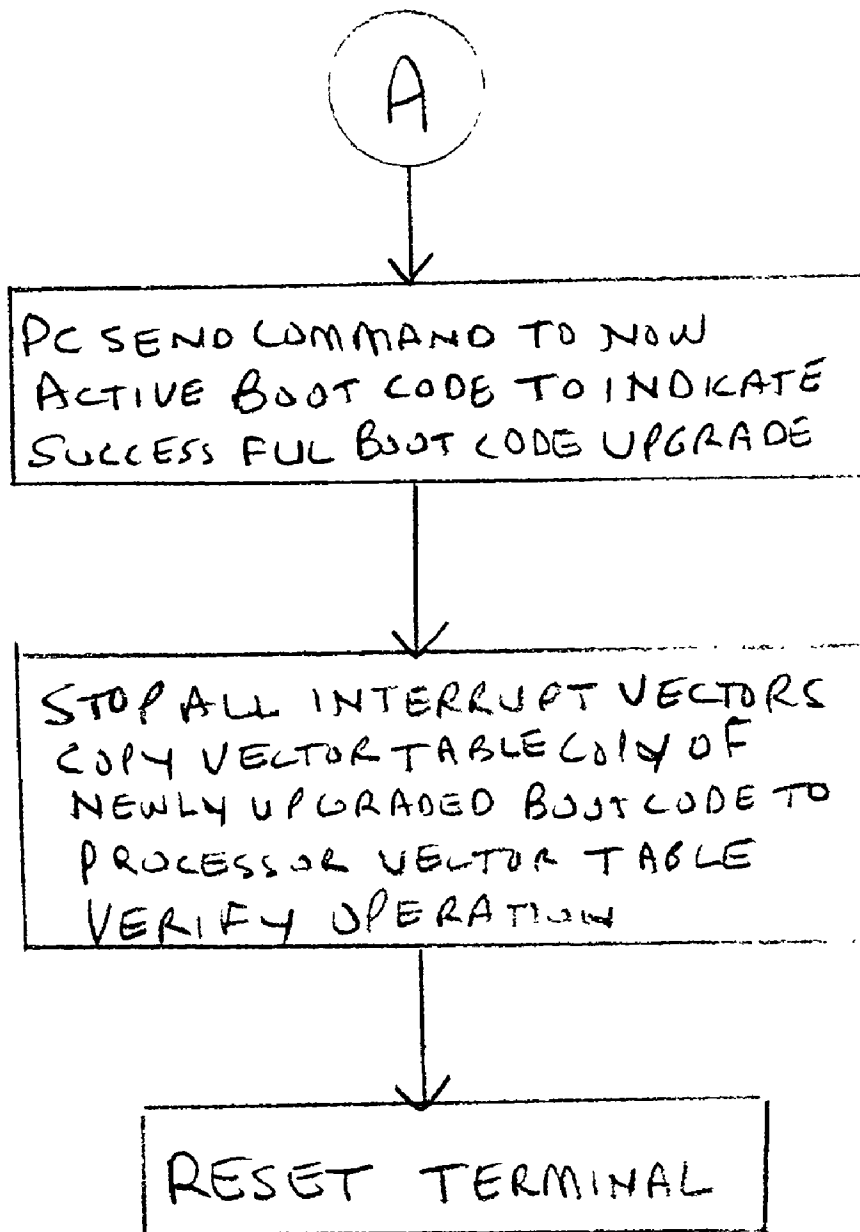 A
PC SEND COMMAND TO NOW
ACTIVE BOOT CODE TO INDICATE
SUCCESS FUL BOOT CODE UPGRADE
STOP ALL INTERRUPT VECTORS
COPY VECTOR TABLE COPY OF
NEWLY UPGRADED BOOT CODE TO
PROCESSOR VECTOR TABLE
VERIFY OPERATION
RESET TERMINAL